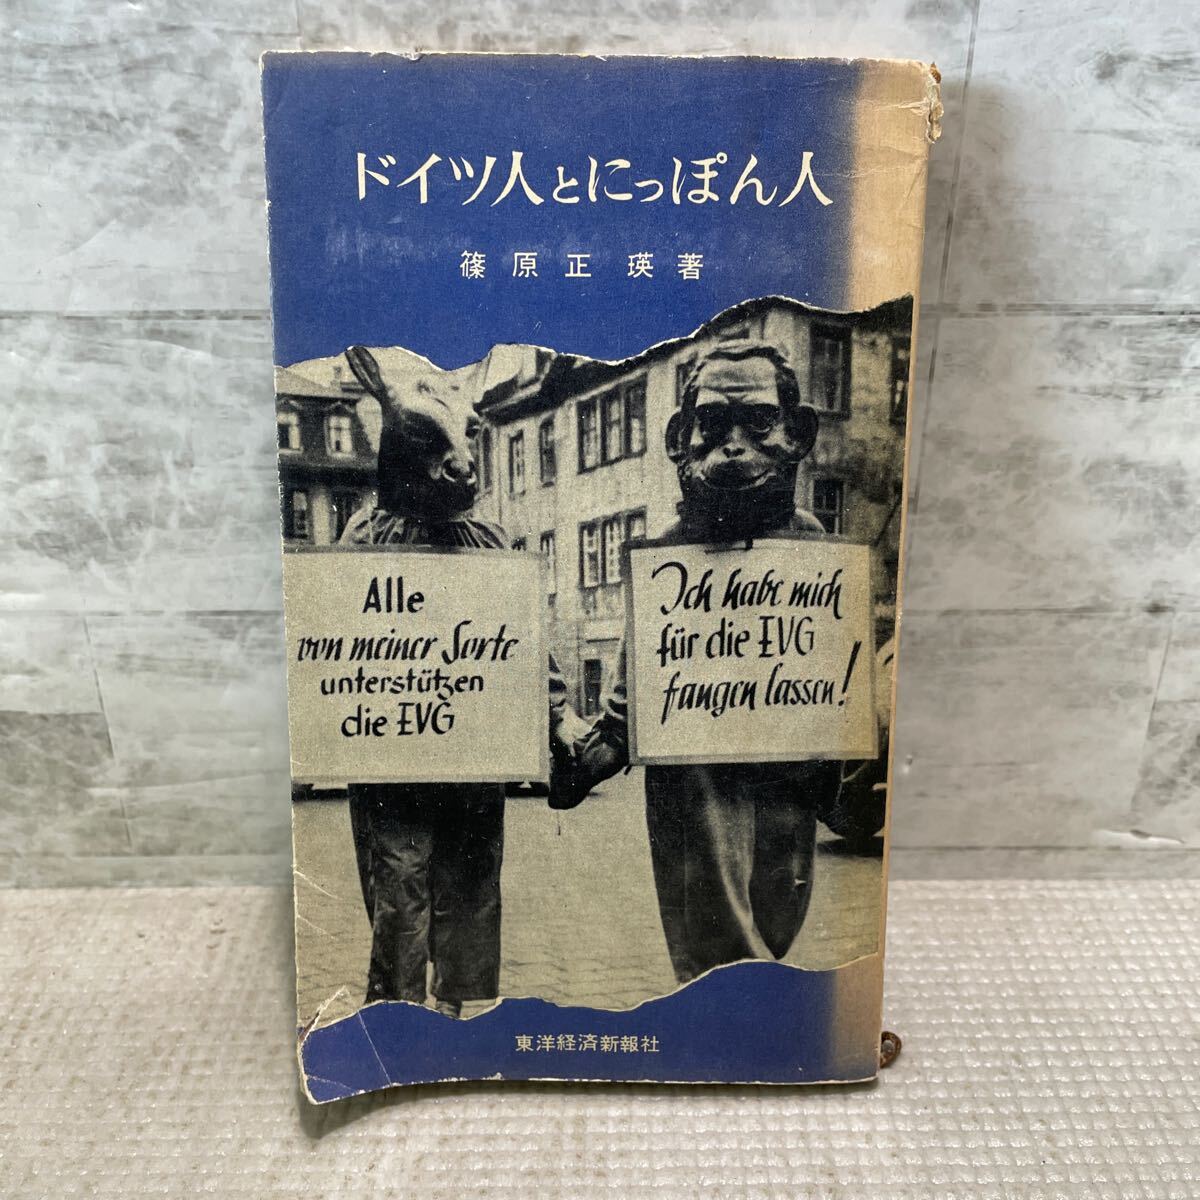 ドイツ人とにっぽん人
篠原正瑛著
Alle
von meiner Sorte
unterstützen
die EVG
Ich habe mich
für die EVG
fangen lassen!
東洋経済新報社